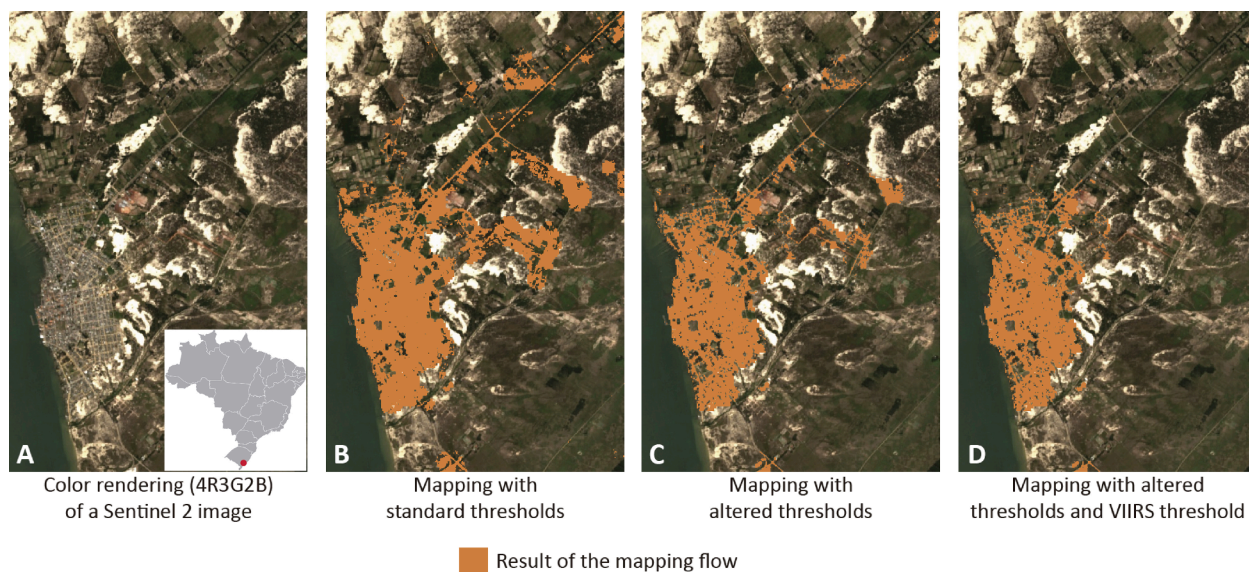 A
B
C
D
Color rendering (4R3G2B)
of a Sentinel 2 image
Mapping with
standard thresholds
Mapping with
altered thresholds
Mapping with altered
thresholds and VIIRS threshold
Result of the mapping flow